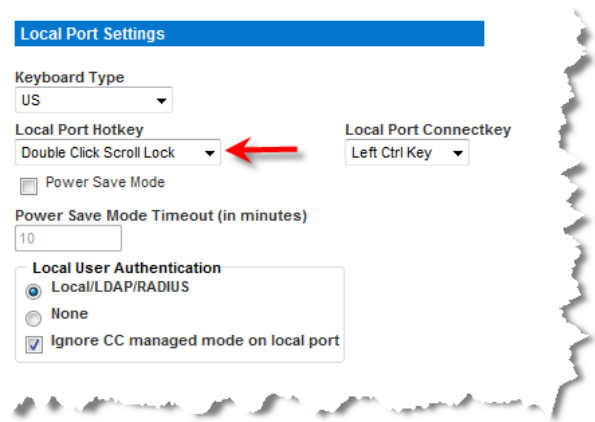 Local Port Settings
Keyboard Type
US
Local Port Hotkey Local Port Connectkey
Double Click Scroll Lock Left Ctrl Key
Power Save Mode
Power Save Mode Timeout (in minutes)
10
Local User Authentication
Local/LDAP/RADIUS
None
Ignore CC managed mode on local port